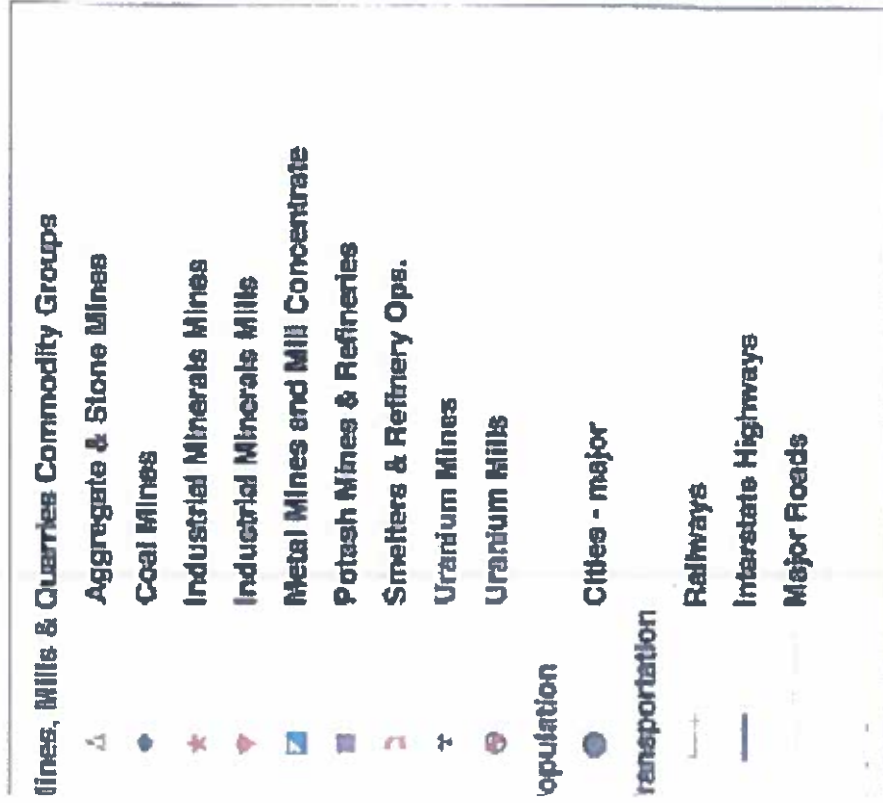 lines, Mills & Quarries Commodity Groups
Aggregate & Stone Mines
Coal Mines
Industrial Minerals Mines
Industrial Minerals Mills
Metal Mines and Mill Concentrate
Potash Mines & Refineries
Smelters & Refinery Ops.
Uranium Mines
Uranium Mills
opulation
Cities - major
ransportation
Railways
Interstate Highways
Major Roads